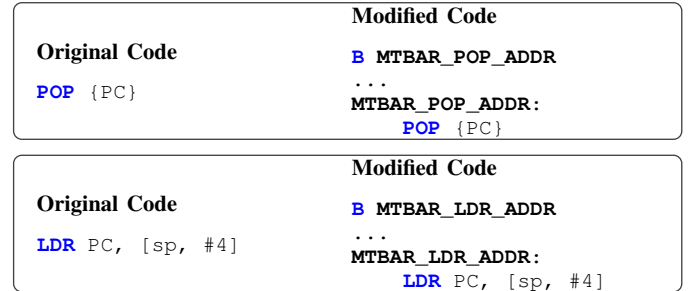 Original Code
POP {PC}
Modified Code
B MTBAR_POP_ADDR
...
MTBAR_POP_ADDR:
POP {PC}
Original Code
LDR PC, [sp, #4]
Modified Code
B MTBAR_LDR_ADDR
...
MTBAR_LDR_ADDR:
LDR PC, [sp, #4]